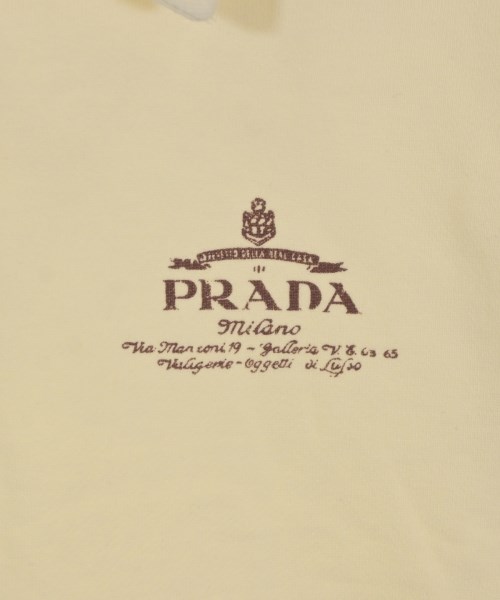 DELLA REAL CASA
PRADA
Milano
Via Manzoni 19 - Galleria V. E. 63 65
Valigerie - Oggetti di Lusso